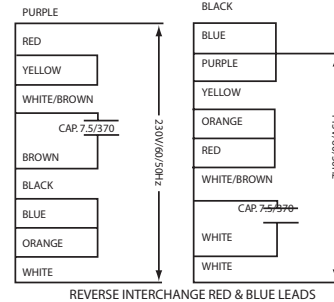 PURPLE
RED
YELLOW
WHITE/BROWN
CAP. 7.5/370
BROWN
BLACK
BLUE
ORANGE
WHITE
230V/60/50Hz
BLACK
BLUE
PURPLE
YELLOW
ORANGE
RED
WHITE/BROWN
CAP. 7.5/370
WHITE
WHITE
REVERSE INTERCHANGE RED & BLUE LEADS